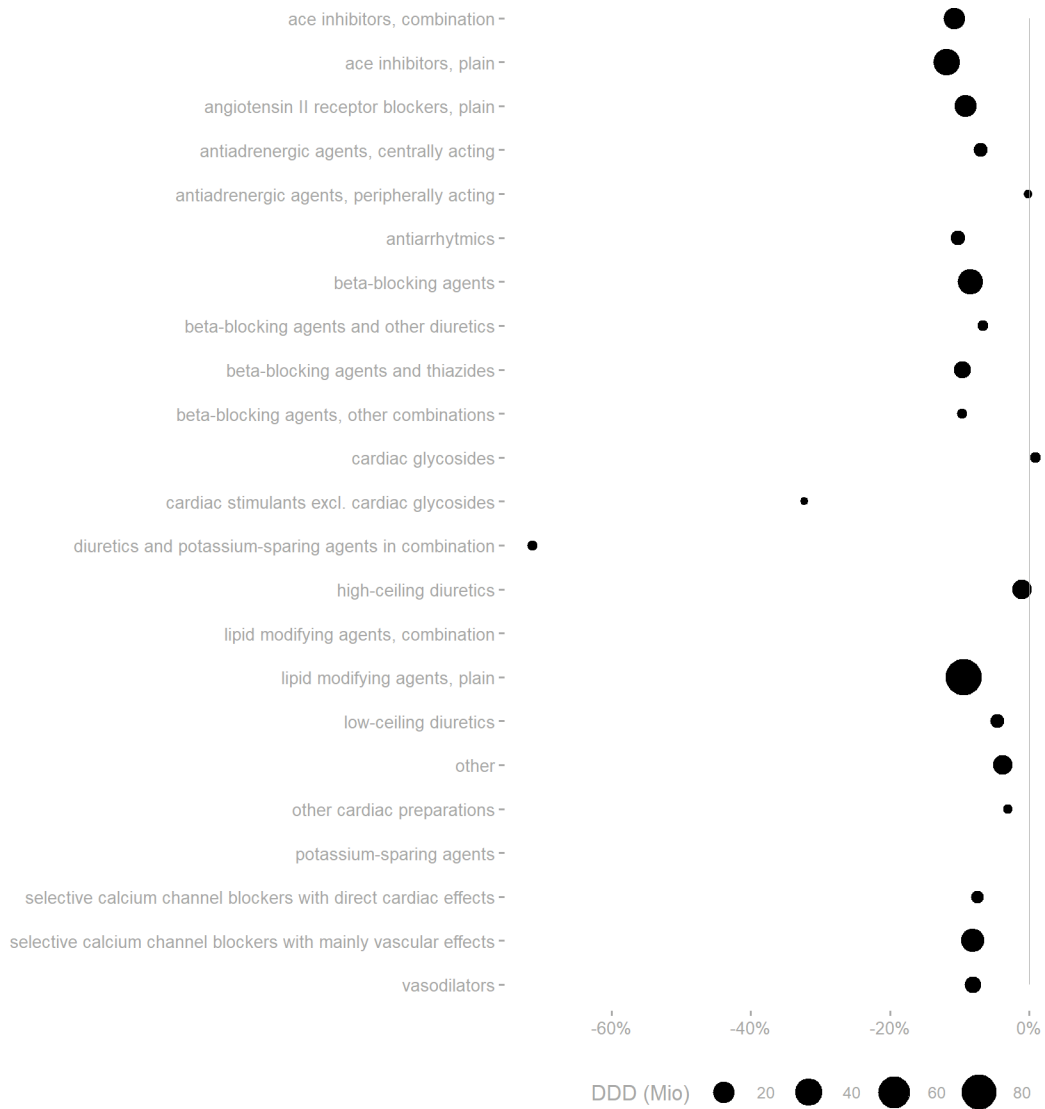 ace inhibitors, combination
ace inhibitors, plain
angiotensin II receptor blockers, plain
antiadrenergic agents, centrally acting
antiadrenergic agents, peripherally acting
antiarrhytmics
beta-blocking agents
beta-blocking agents and other diuretics
beta-blocking agents and thiazides
beta-blocking agents, other combinations
cardiac glycosides
cardiac stimulants excl. cardiac glycosides
diuretics and potassium-sparing agents in combination
high-ceiling diuretics
lipid modifying agents, combination
lipid modifying agents, plain
low-ceiling diuretics
other
other cardiac preparations
potassium-sparing agents
selective calcium channel blockers with direct cardiac effects
selective calcium channel blockers with mainly vascular effects
vasodilators
-60% -40% -20% 0%
DDD (Mio) 20 40 60 80